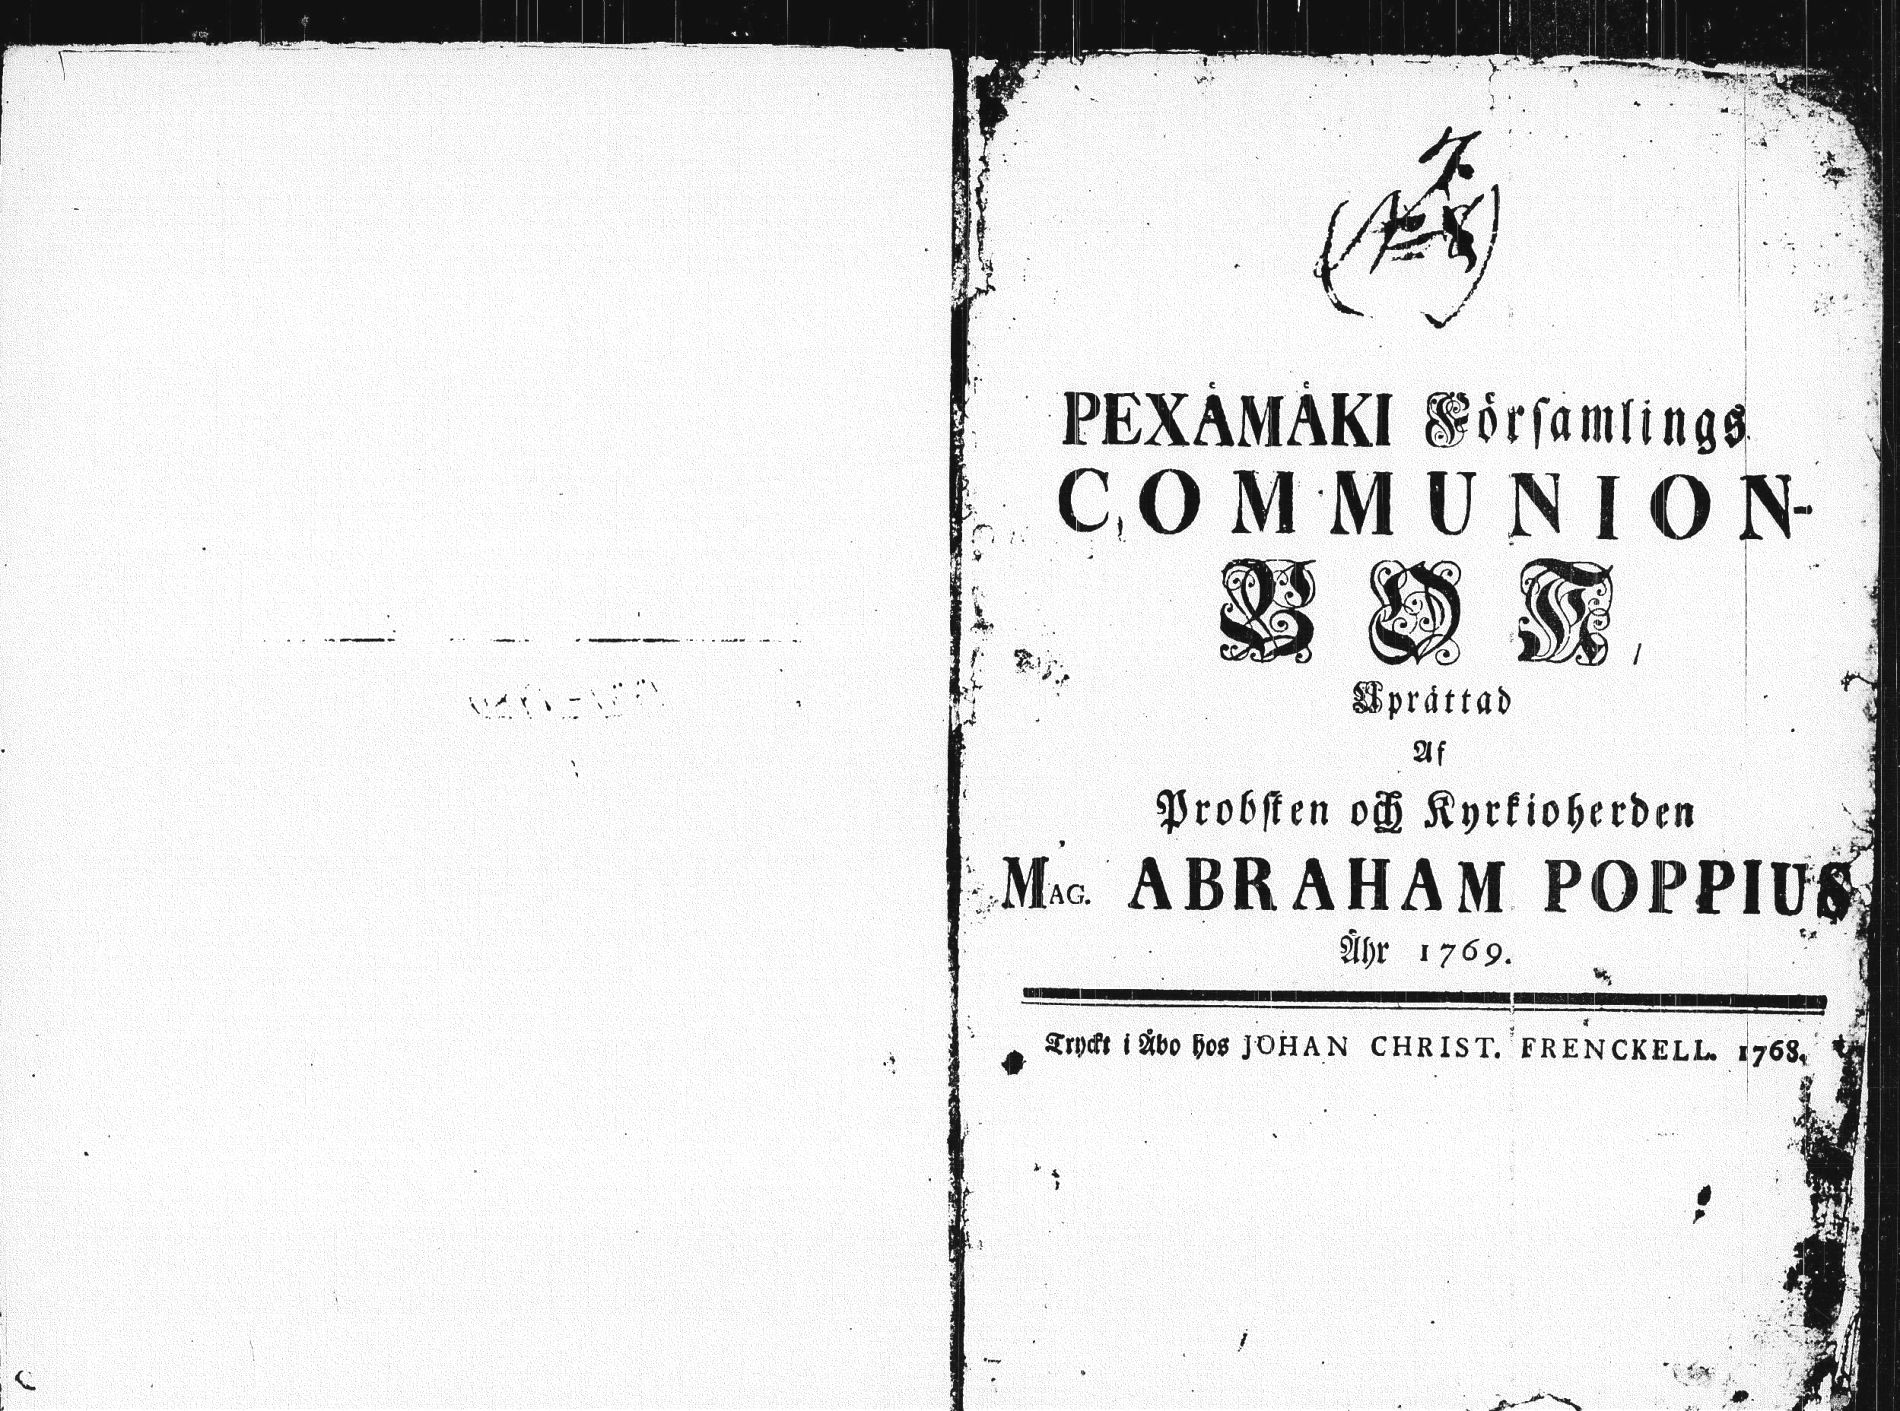 PEXÅMÅKI Församlings
COMMUNION-
BOK,
Uprättad
Af
Probsten och Kyrkioherden
MAG. ABRAHAM POPPIUS
Åhr 1769.
Tryckt i Åbo hos JOHAN CHRIST. FRENCKELL. 1768.